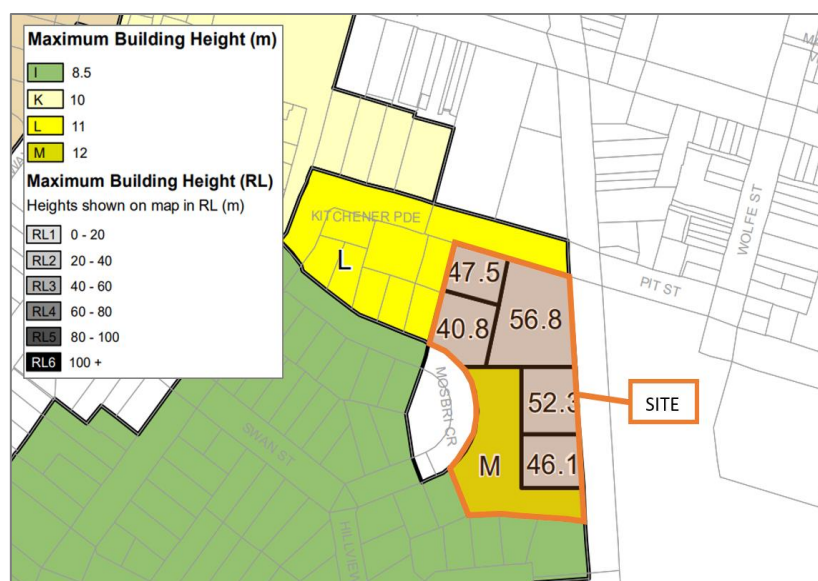 Maximum Building Height (m)
I 8.5
K 10
L 11
M 12
Maximum Building Height (RL)
Heights shown on map in RL (m)
RL1 0 - 20
RL2 20 - 40
RL3 40 - 60
RL4 60 - 80
RL5 80 - 100
RL6 100 +
KITCHENER PDE
WOLFE ST
L
47.5
PIT ST
40.8
56.8
MOSBRI CR
52.3
SITE
SWAN ST
M
46.1